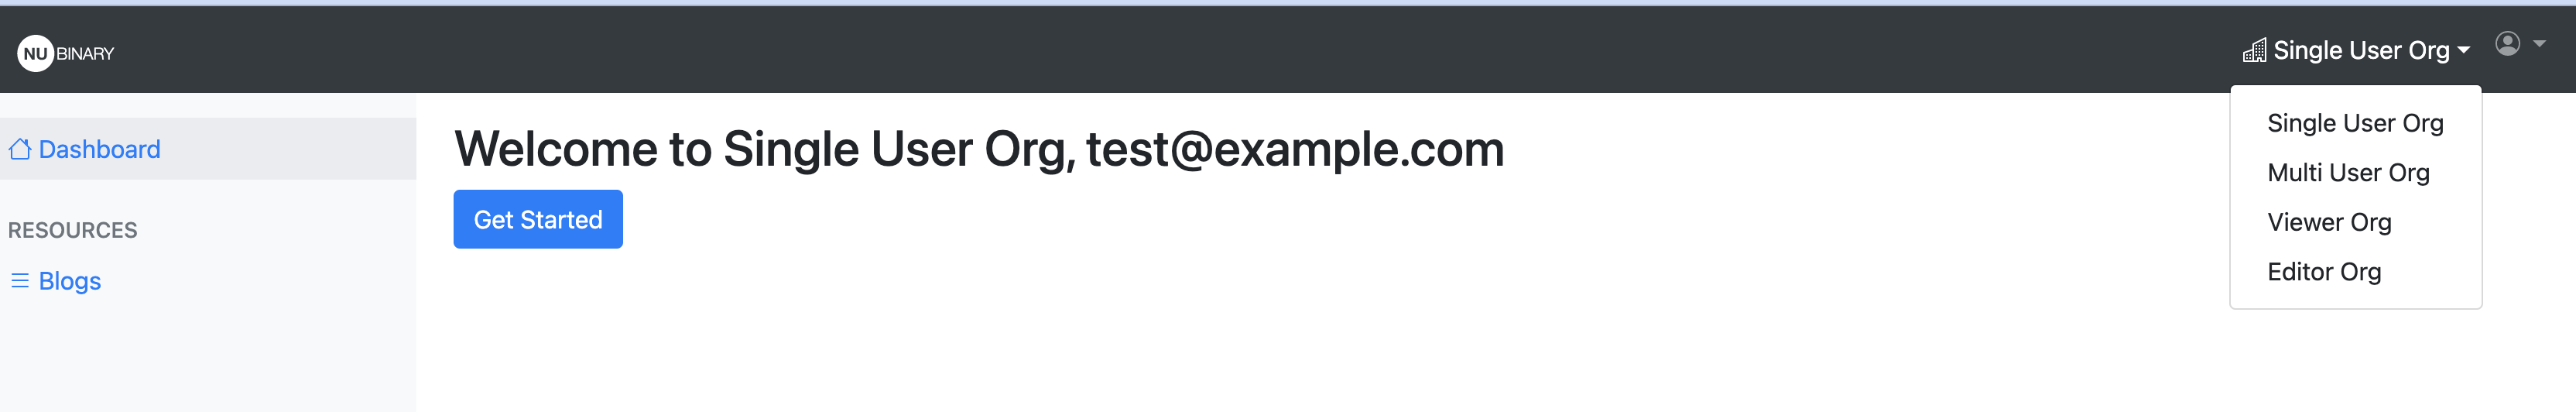 NU BINARY
Single User Org
Single User Org
Multi User Org
Viewer Org
Editor Org
Dashboard
RESOURCES
Blogs
Welcome to Single User Org, test@example.com
Get Started